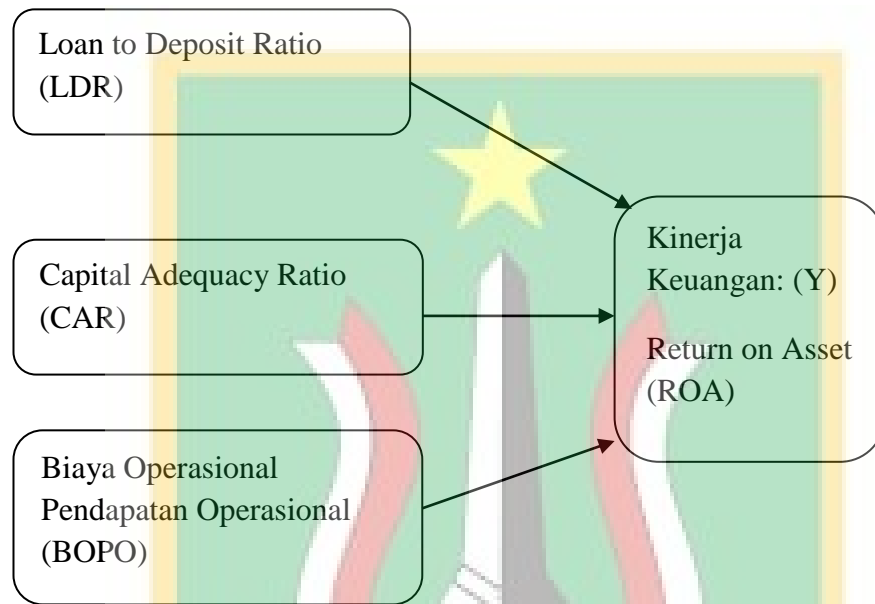 Loan to Deposit Ratio
(LDR)
Capital Adequacy Ratio
(CAR)
Biaya Operasional
Pendapatan Operasional
(BOPO)
Kinerja
Keuangan: (Y)
Return on Asset
(ROA)